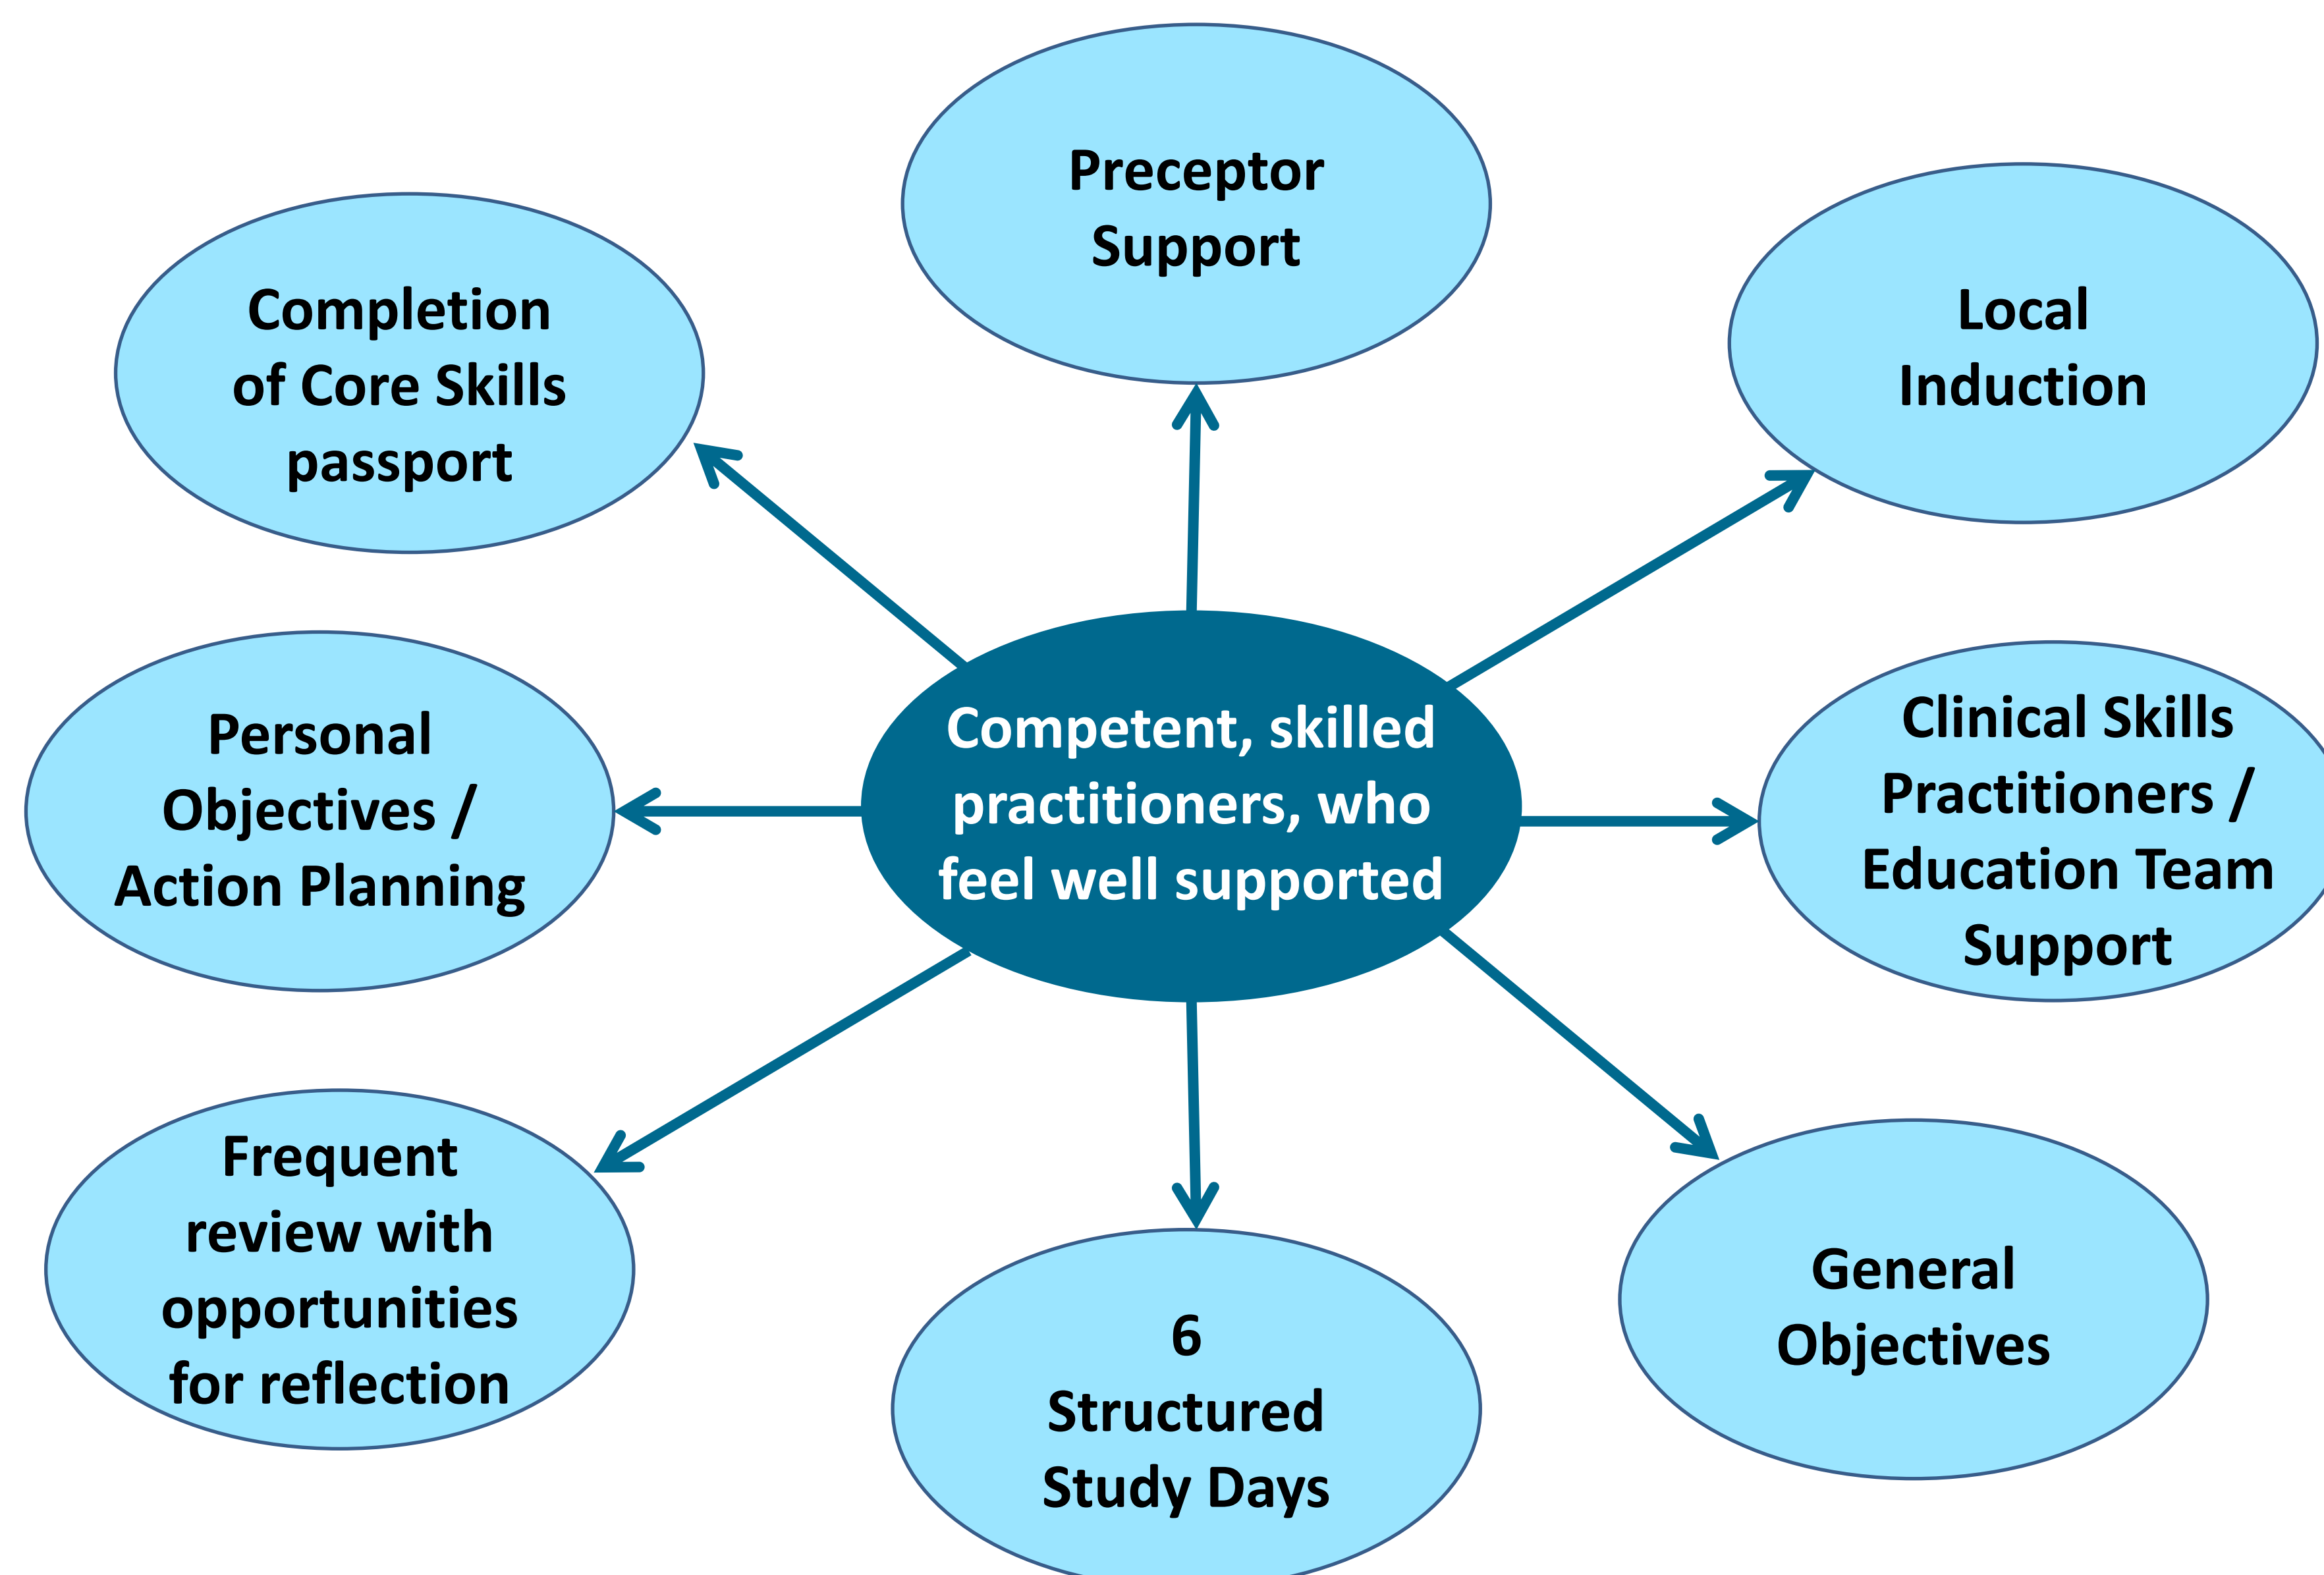 Preceptor
Support
Completion
of Core Skills
passport
Local
Induction
Personal
Objectives /
Action Planning
Competent, skilled
practitioners, who
feel well supported
Clinical Skills
Practitioners /
Education Team
Support
Frequent
review with
opportunities
for reflection
6
Structured
Study Days
General
Objectives